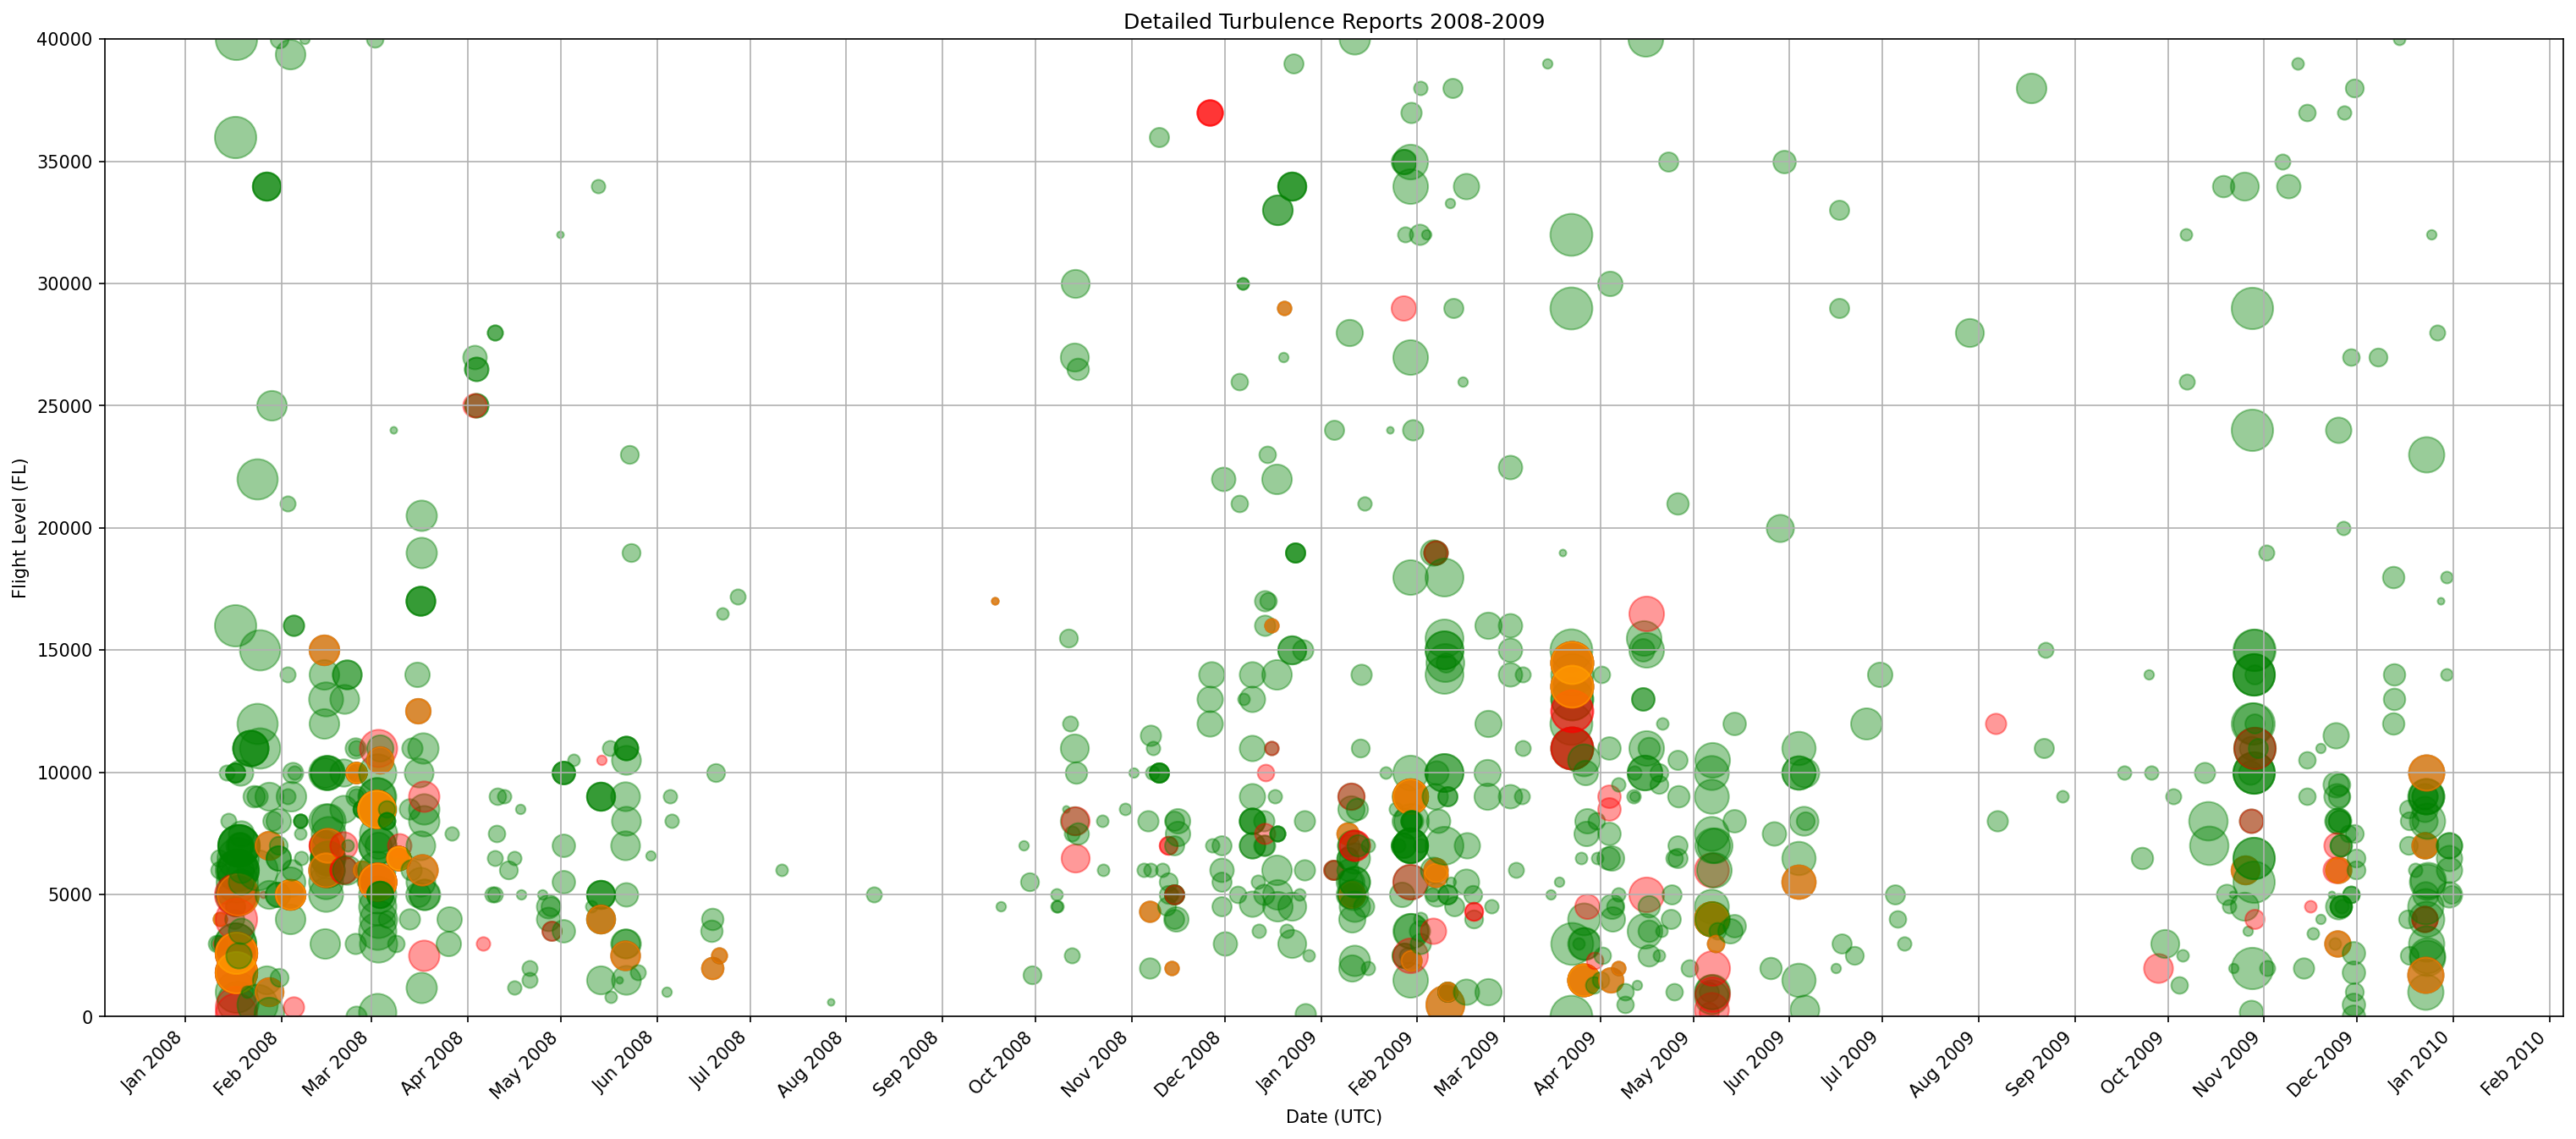 Detailed Turbulence Reports 2008-2009
Flight Level (FL)
40000
35000
30000
25000
20000
15000
10000
5000
0
Jan 2008
Feb 2008
Mar 2008
Apr 2008
May 2008
Jun 2008
Jul 2008
Aug 2008
Sep 2008
Oct 2008
Nov 2008
Dec 2008
Jan 2009
Feb 2009
Mar 2009
Apr 2009
May 2009
Jun 2009
Jul 2009
Aug 2009
Sep 2009
Oct 2009
Nov 2009
Dec 2009
Jan 2010
Feb 2010
Date (UTC)